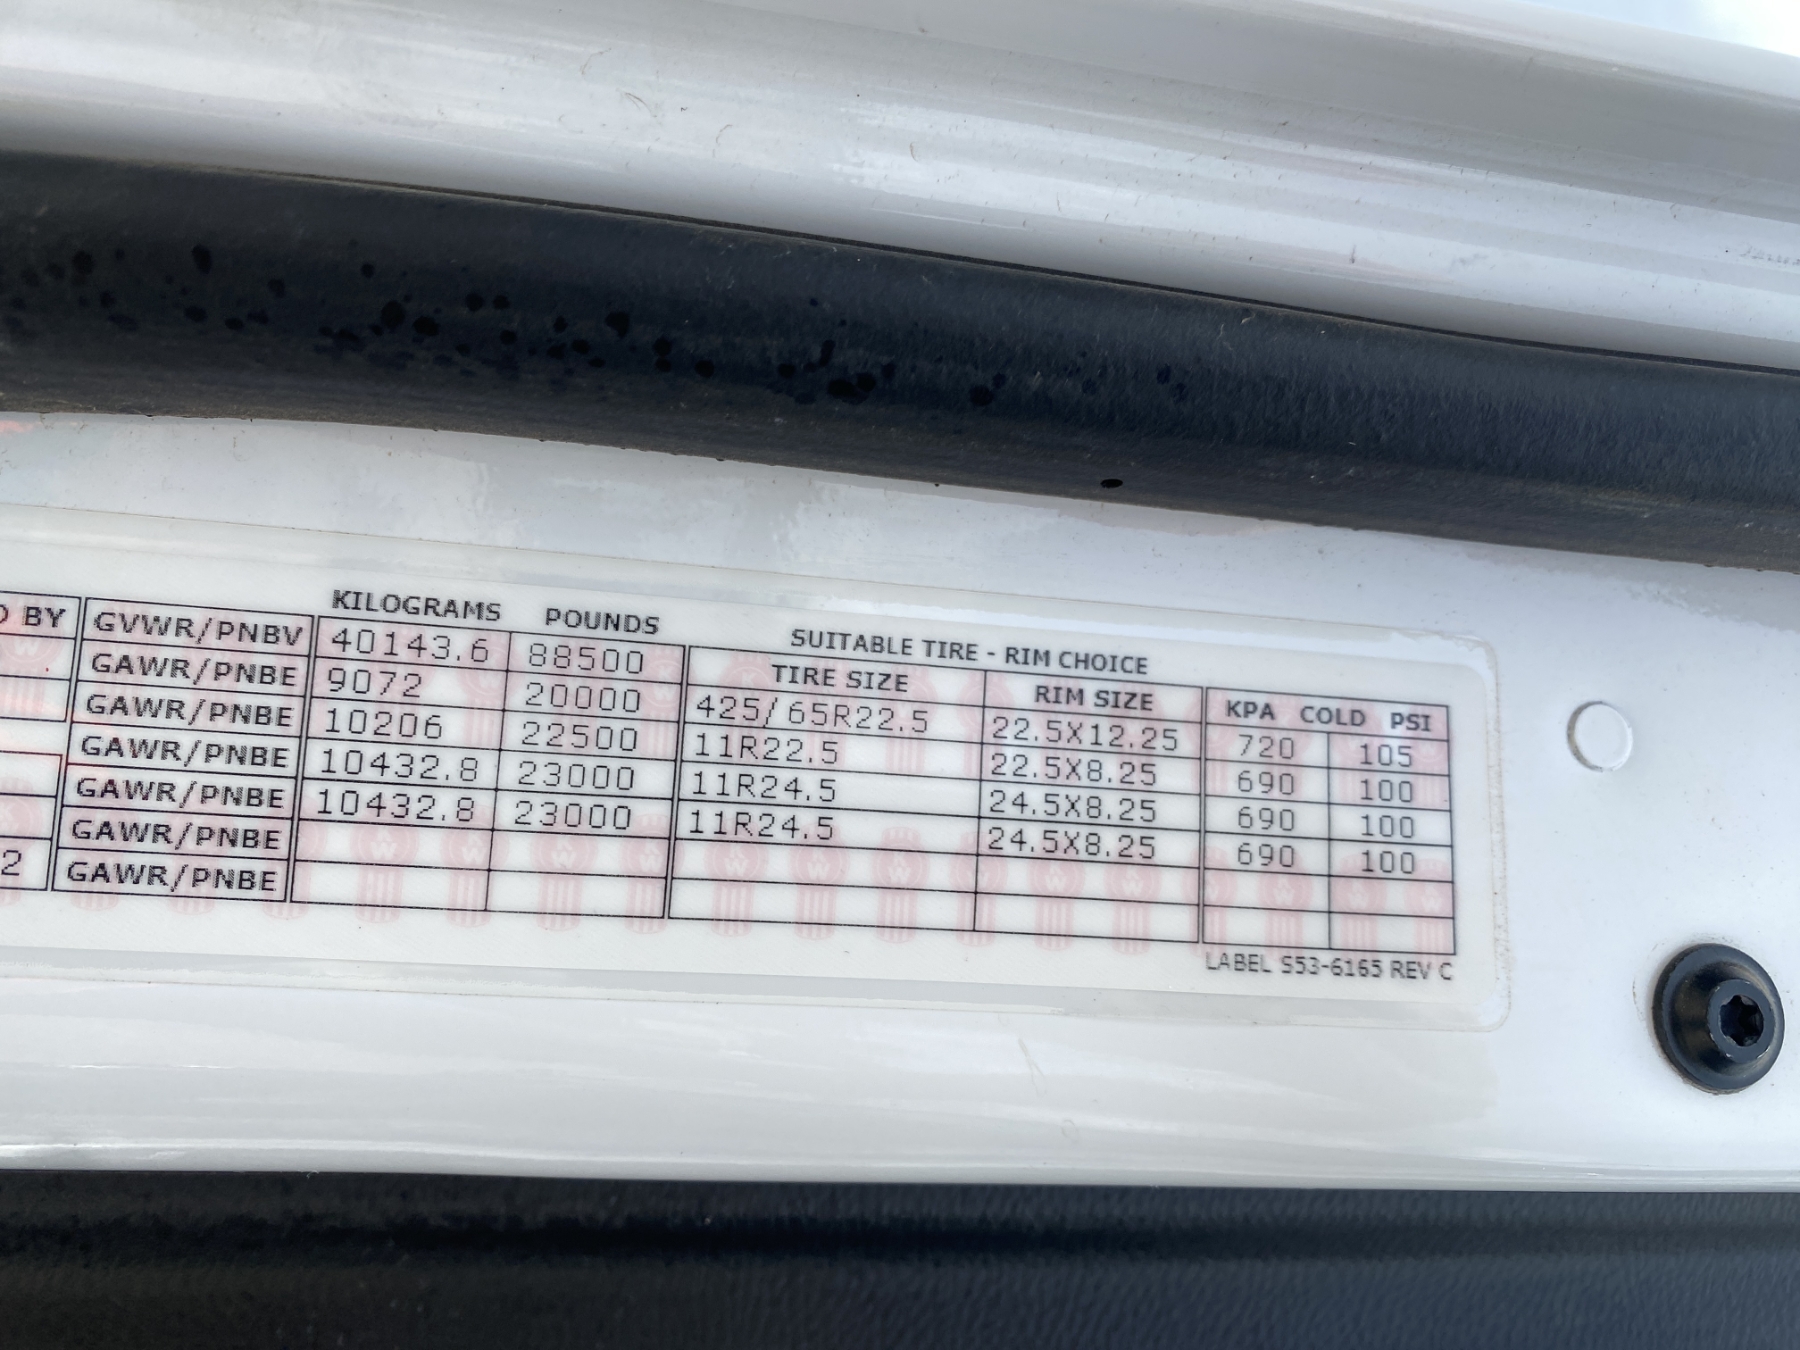 KILOGRAMS POUNDS SUITABLE TIRE - RIM CHOICE
BY GVWR/PNBV 40143.6 88500 TIRE SIZE RIM SIZE KPA COLD PSI
GAWR/PNBE 9072 20000 425/65R22.5 22.5X12.25 720 105
GAWR/PNBE 10206 22500 11R22.5 22.5X8.25 690 100
GAWR/PNBE 10432.8 23000 11R24.5 24.5X8.25 690 100
GAWR/PNBE 10432.8 23000 11R24.5 24.5X8.25 690 100
GAWR/PNBE
2 GAWR/PNBE
LABEL S53-6165 REV C